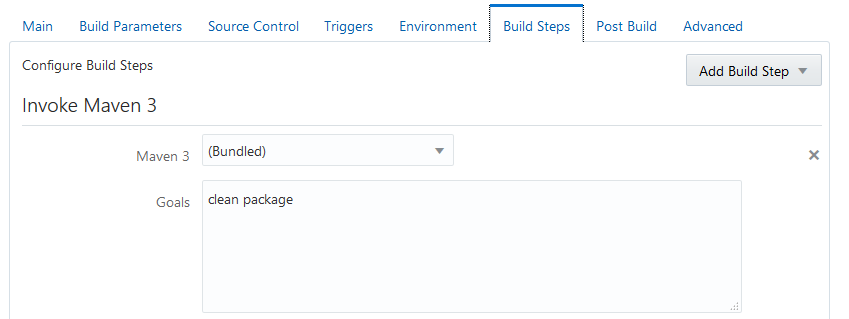 Main Build Parameters Source Control Triggers Environment Build Steps Post Build Advanced
Configure Build Steps
Add Build Step
Invoke Maven 3
Maven 3 (Bundled)
Goals clean package